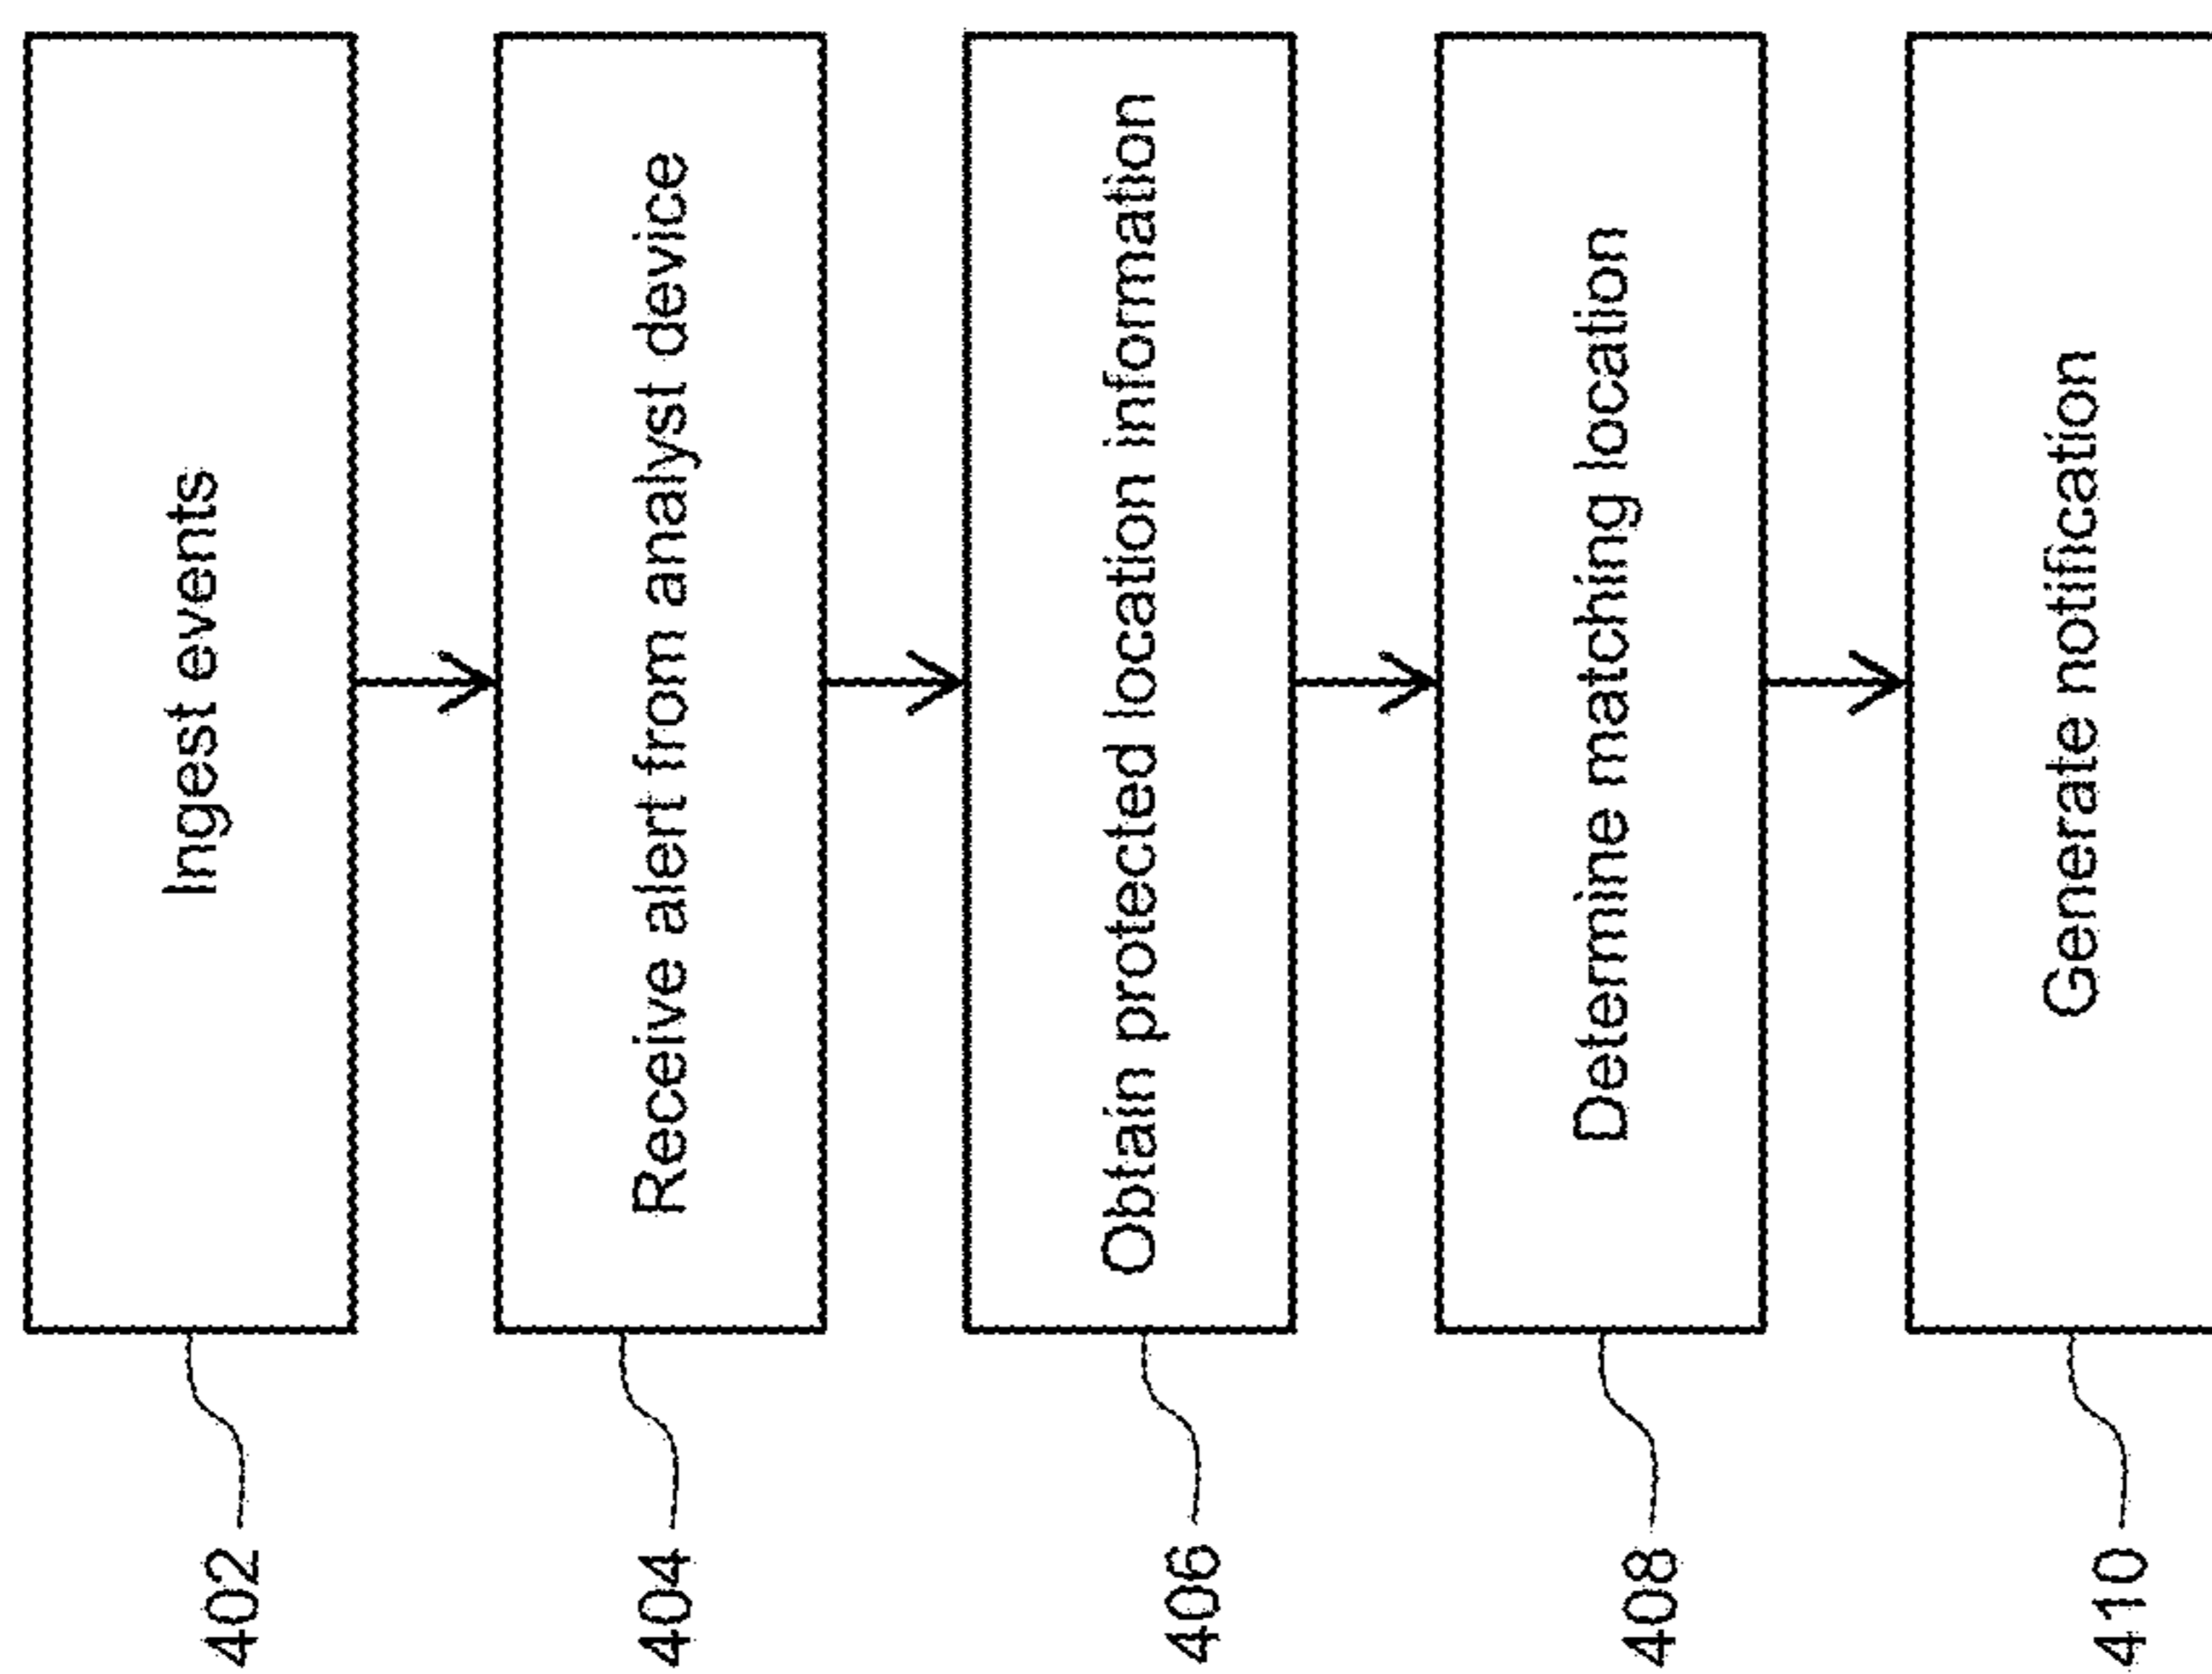 402
Ingest events
404
Receive alert from analyst device
406
Obtain protected location information
408
Determine matching location
410
Generate notification